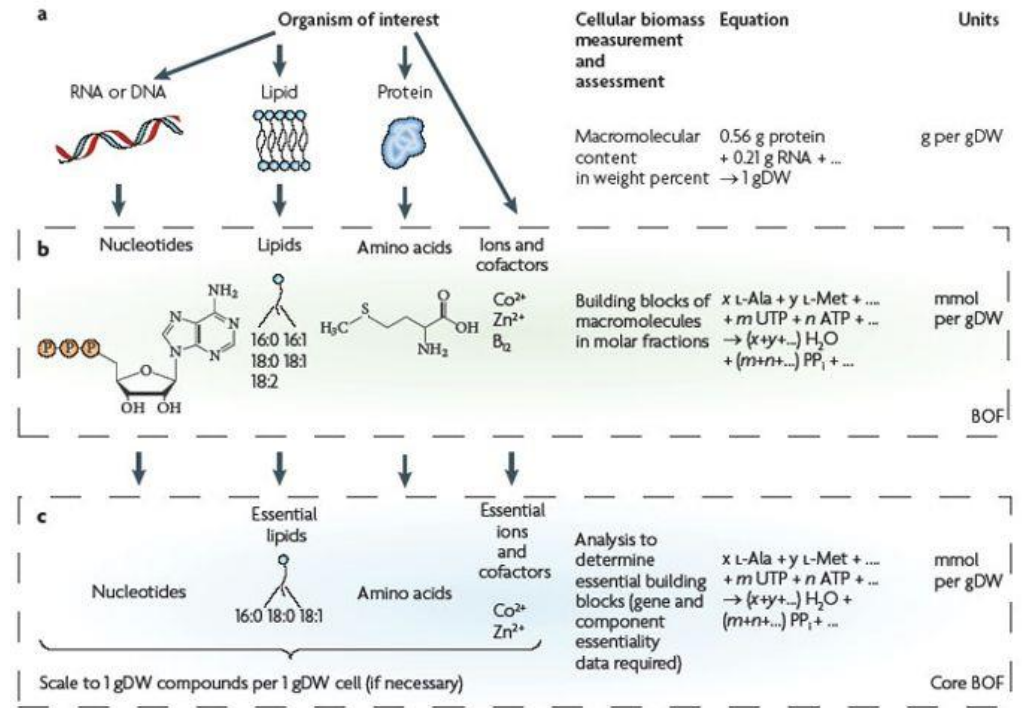 a
Organism of interest
Cellular biomass
measurement
and
assessment
Equation
Units
RNA or DNA
Lipid
Protein
Macromolecular
content
in weight percent
0.56 g protein
+ 0.21 g RNA + ...
→ 1 gDW
g per gDW
b
Nucleotides
Lipids
Amino acids
Ions and
cofactors
NH₂
N
N
N
N
P P P
O
OH OH
16:0 16:1
18:0 18:1
18:2
S
H₃C
O
OH
NH₂
Co²⁺
Zn²⁺
B₁₂
Building blocks of
macromolecules
in molar fractions
x L-Ala + y L-Met + ....
+ m UTP + n ATP + ...
→ (x+y+...) H₂O
+ (m+n+...) PPᵢ + ...
mmol
per gDW
BOF
c
Nucleotides
Essential
lipids
16:0 18:0 18:1
Amino acids
Essential
ions
and
cofactors
Co²⁺
Zn²⁺
Analysis to
determine
essential building
blocks (gene and
component
essentiality
data required)
x L-Ala + y L-Met + ....
+ m UTP + n ATP + ...
→ (x+y+...) H₂O +
(m+n+...) PPᵢ + ...
mmol
per gDW
Scale to 1 gDW compounds per 1 gDW cell (if necessary)
Core BOF